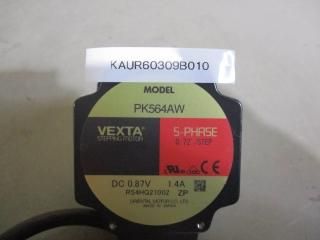 KAUR60309B010
MODEL
PK564AW
VEXTA
STEPPING MOTOR
5-PHASE
0.72°/STEP
DC 0.87V 1.4A
RS4HG21002 ZP
ORIENTAL MOTOR CO. LTD.
MADE IN JAPAN